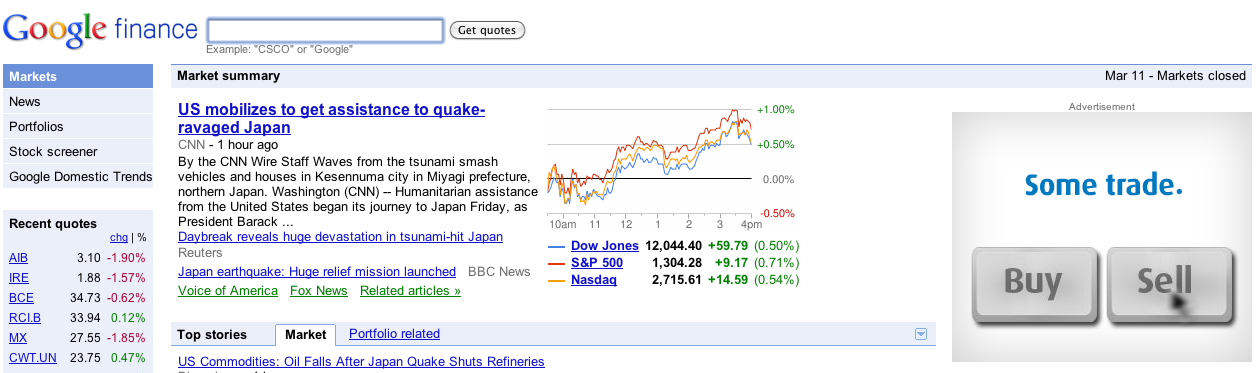 Google finance
Get quotes
Example: "CSCO" or "Google"
Markets
News
Portfolios
Stock screener
Google Domestic Trends
Recent quotes
chg | %
AIB 3.10 -1.90%
IRE 1.88 -1.57%
BCE 34.73 -0.62%
RCI.B 33.94 0.12%
MX 27.55 -1.85%
CWT.UN 23.75 0.47%
Market summary
Mar 11 - Markets closed
US mobilizes to get assistance to quake-
ravaged Japan
CNN - 1 hour ago
By the CNN Wire Staff Waves from the tsunami smash
vehicles and houses in Kesennuma city in Miyagi prefecture,
northern Japan. Washington (CNN) -- Humanitarian assistance
from the United States began its journey to Japan Friday, as
President Barack ...
Daybreak reveals huge devastation in tsunami-hit Japan
Reuters
Japan earthquake: Huge relief mission launched BBC News
Voice of America Fox News Related articles »
+1.00%
+0.50%
0.00%
-0.50%
10am 11 12 1 2 3 4pm
Dow Jones 12,044.40 +59.79 (0.50%)
S&P 500 1,304.28 +9.17 (0.71%)
Nasdaq 2,715.61 +14.59 (0.54%)
Top stories Market Portfolio related
US Commodities: Oil Falls After Japan Quake Shuts Refineries
Advertisement
Some trade.
Buy Sell